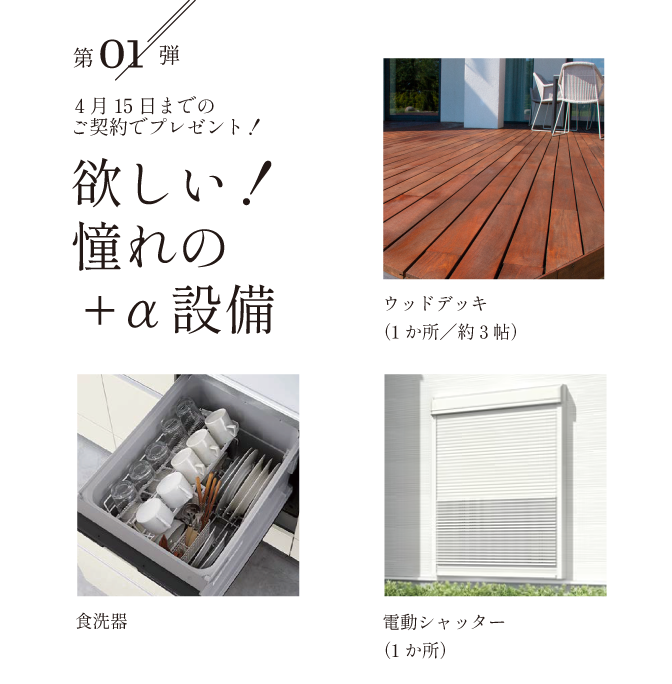 第01弾
4月15日までの
ご契約でプレゼント！
欲しい！
憧れの
＋α設備
ウッドデッキ
（1か所／約3帖）
食洗器
電動シャッター
（1か所）